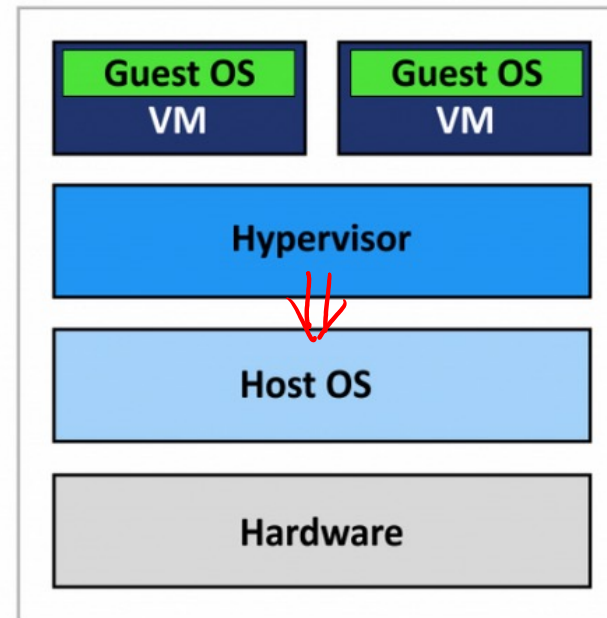 Guest OS Guest OS
VM VM
Hypervisor
Host OS
Hardware